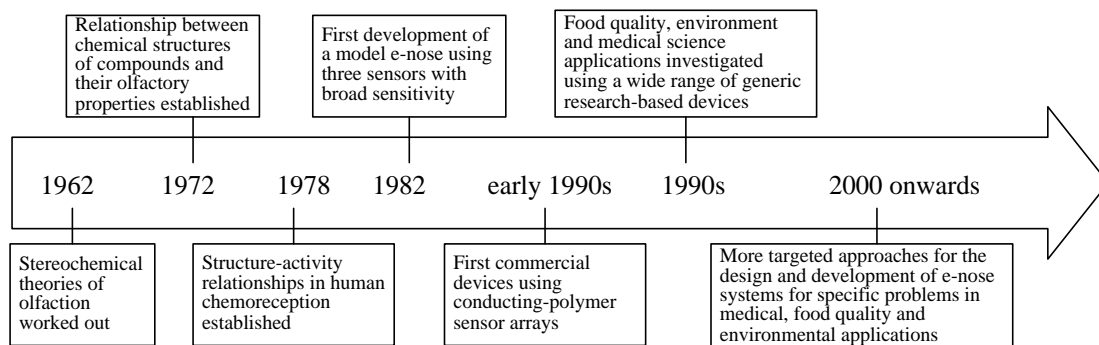 Relationship between
chemical structures
of compounds and
their olfactory
properties established
First development of
a model e-nose using
three sensors with
broad sensitivity
Food quality, environment
and medical science
applications investigated
using a wide range of generic
research-based devices
1962
1972
1978
1982
early 1990s
1990s
2000 onwards
Stereochemical
theories of
olfaction
worked out
Structure-activity
relationships in human
chemoreception
established
First commercial
devices using
conducting-polymer
sensor arrays
More targeted approaches for the
design and development of e-nose
systems for specific problems in
medical, food quality and
environmental applications